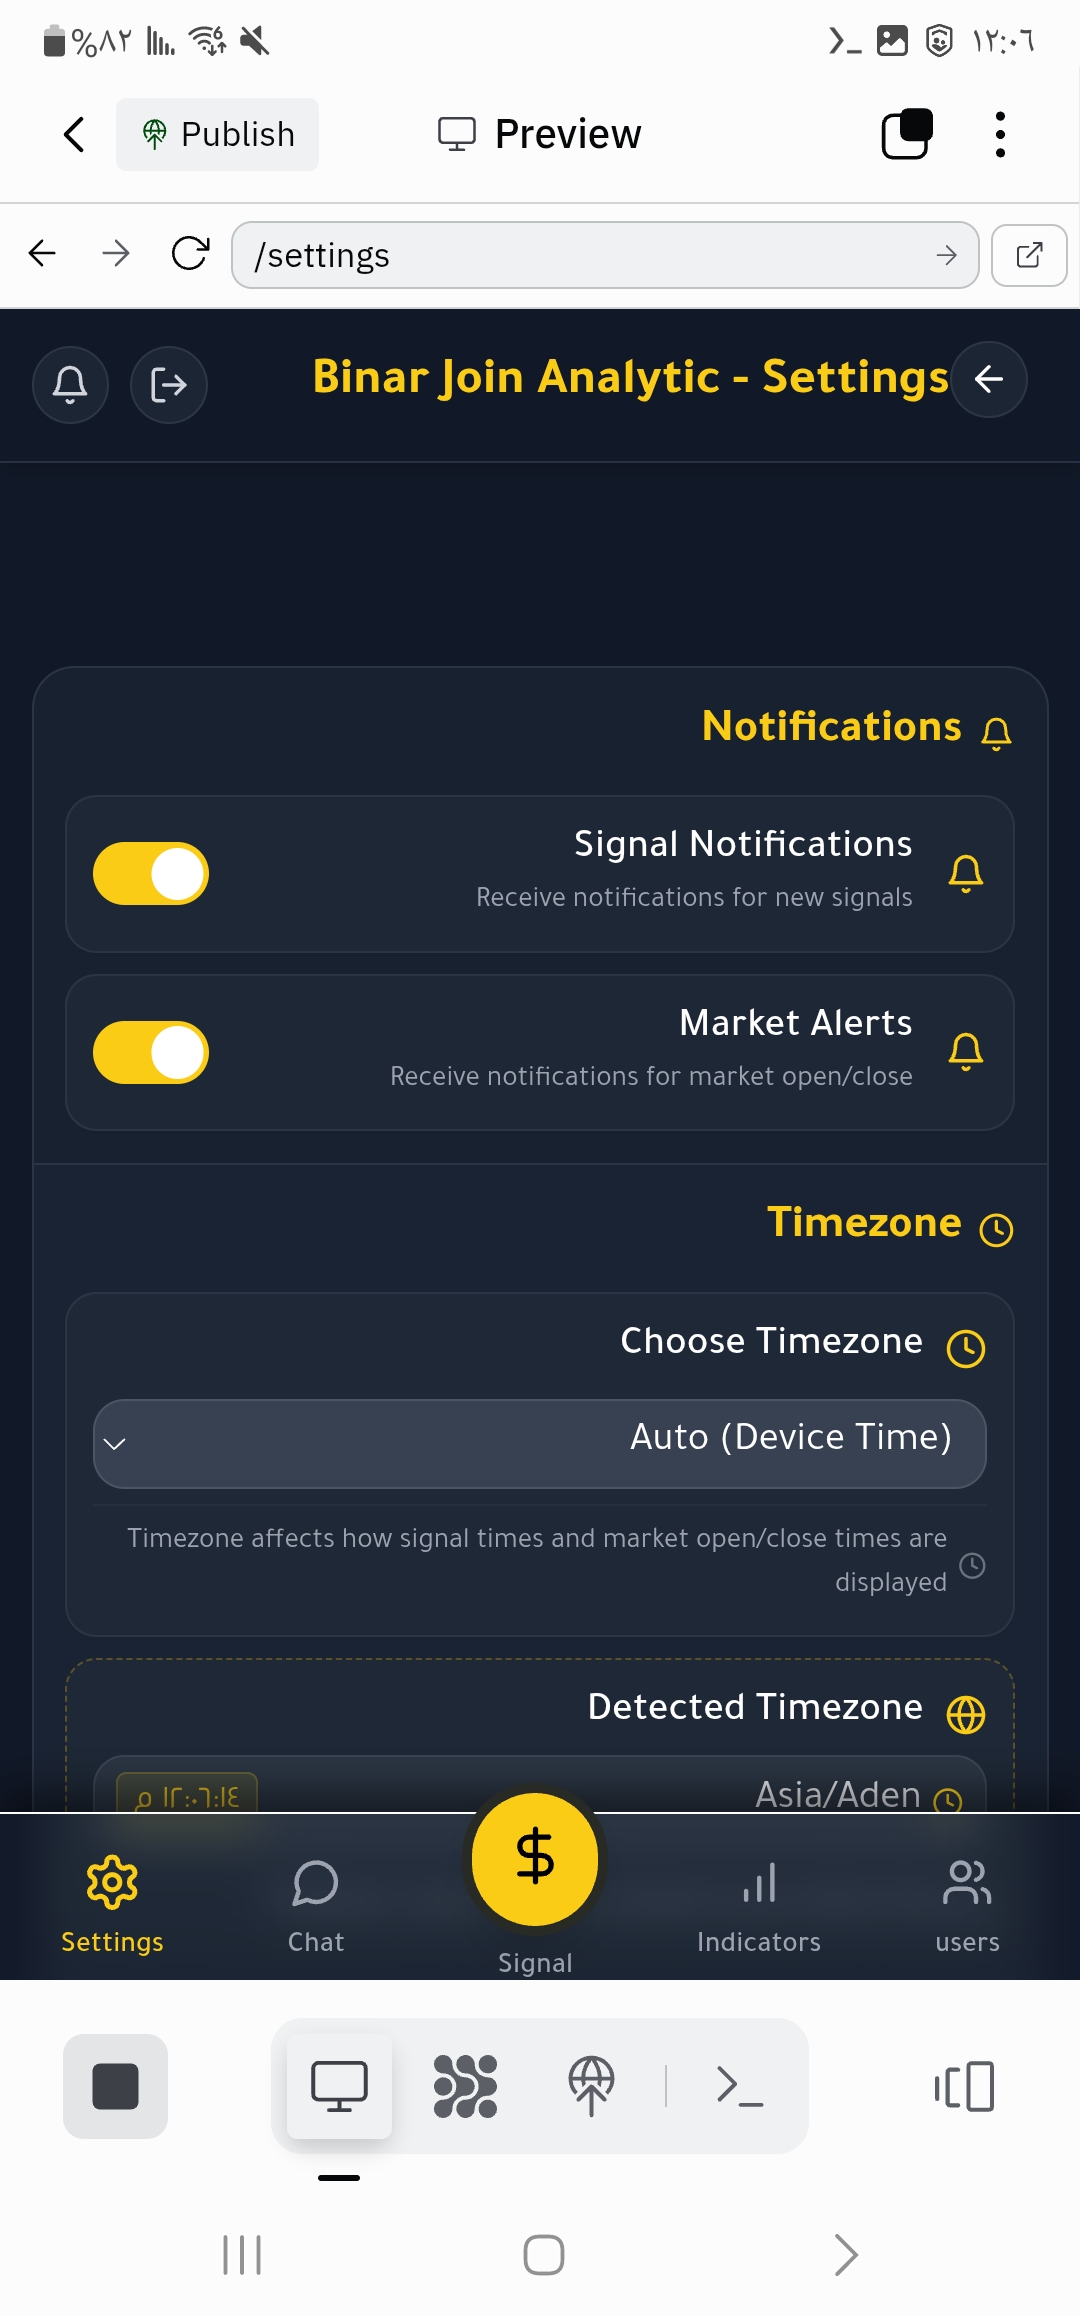 %٨٢
6
١٢:٠٦
Publish
Preview
/settings
Binar Join Analytic - Settings
Notifications
Signal Notifications
Receive notifications for new signals
Market Alerts
Receive notifications for market open/close
Timezone
Choose Timezone
Auto (Device Time)
Timezone affects how signal times and market open/close times are
displayed
Detected Timezone
Asia/Aden
١٢:٠٦:١٤ م
Settings
Chat
Signal
Indicators
users